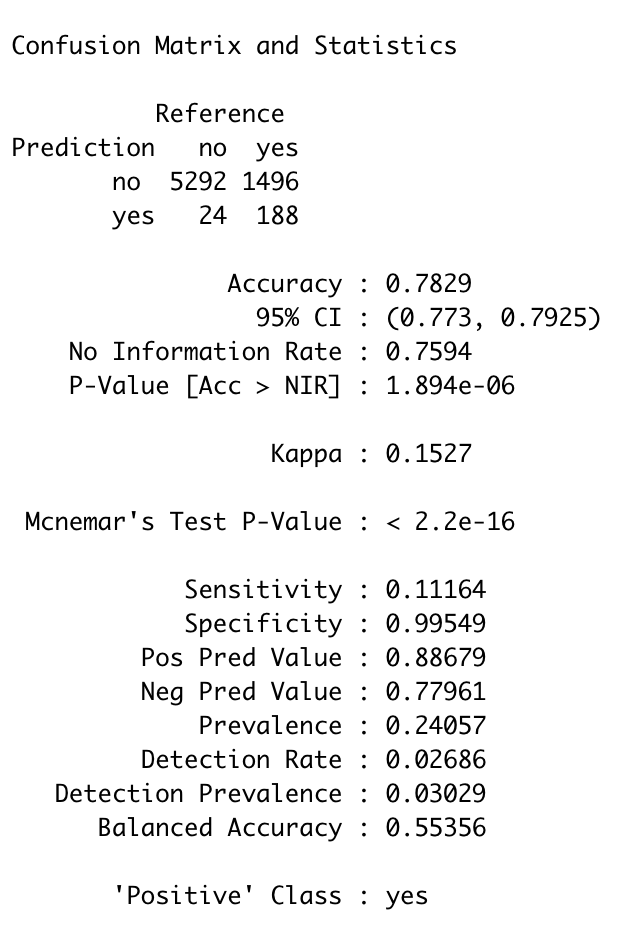 Confusion Matrix and Statistics
Reference
Prediction no yes
no 5292 1496
yes 24 188
Accuracy : 0.7829
95% CI : (0.773, 0.7925)
No Information Rate : 0.7594
P-Value [Acc > NIR] : 1.894e-06
Kappa : 0.1527
Mcnemar's Test P-Value : < 2.2e-16
Sensitivity : 0.11164
Specificity : 0.99549
Pos Pred Value : 0.88679
Neg Pred Value : 0.77961
Prevalence : 0.24057
Detection Rate : 0.02686
Detection Prevalence : 0.03029
Balanced Accuracy : 0.55356
'Positive' Class : yes